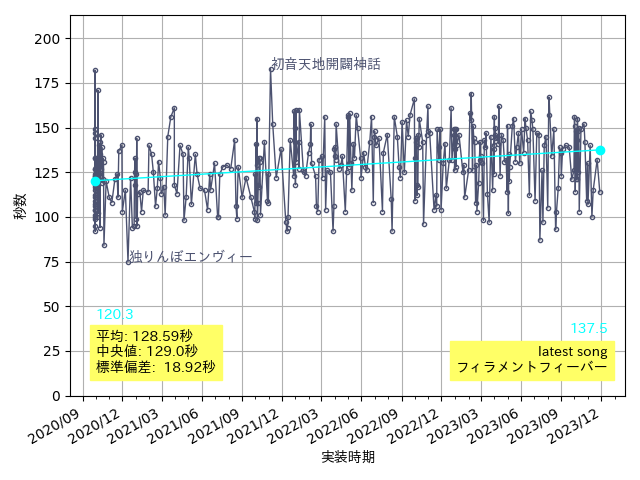 200
175
150
125
100
75
50
25
0
秒数
初音天地開闢神話
独りんぼエンヴィー
120.3
137.6
平均: 128.59秒
中央値: 129.0秒
標準偏差: 18.92秒
latest song
フィラメントフィーバー
2020/09
2020/12
2021/03
2021/06
2021/09
2021/12
2022/03
2022/06
2022/09
2022/12
2023/03
2023/06
2023/09
2023/12
実装時期